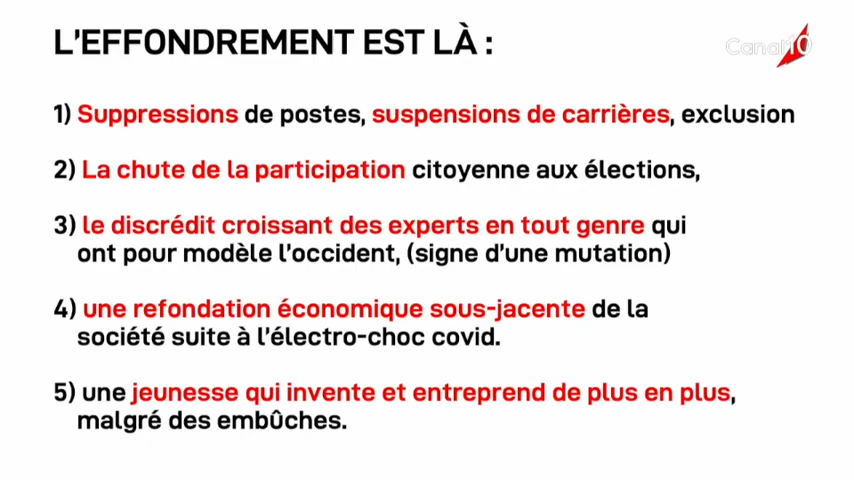 L'EFFONDREMENT EST LÀ :
Canal10
1) Suppressions de postes, suspensions de carrières, exclusion
2) La chute de la participation citoyenne aux élections,
3) le discrédit croissant des experts en tout genre qui
ont pour modèle l'occident, (signe d'une mutation)
4) une refondation économique sous-jacente de la
société suite à l'électro-choc covid.
5) une jeunesse qui invente et entreprend de plus en plus,
malgré des embûches.